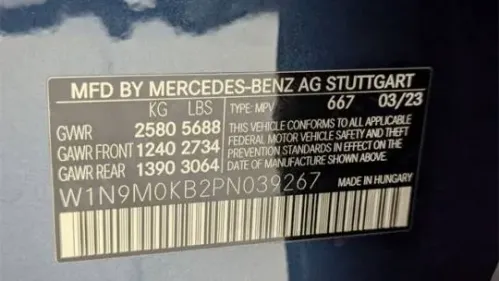 MFD BY MERCEDES-BENZ AG STUTTGART
KG LBS TYPE: MPV 667 03/23
GVWR 2580 5688 THIS VEHICLE CONFORMS TO ALL APPLICABLE
GAWR FRONT 1240 2734 FEDERAL MOTOR VEHICLE SAFETY AND THEFT
PREVENTION STANDARDS IN EFFECT ON THE
GAWR REAR 1390 3064 DATE OF MANUFACTURE SHOWN ABOVE.
W1N9M0KB2PN039267 MADE IN HUNGARY